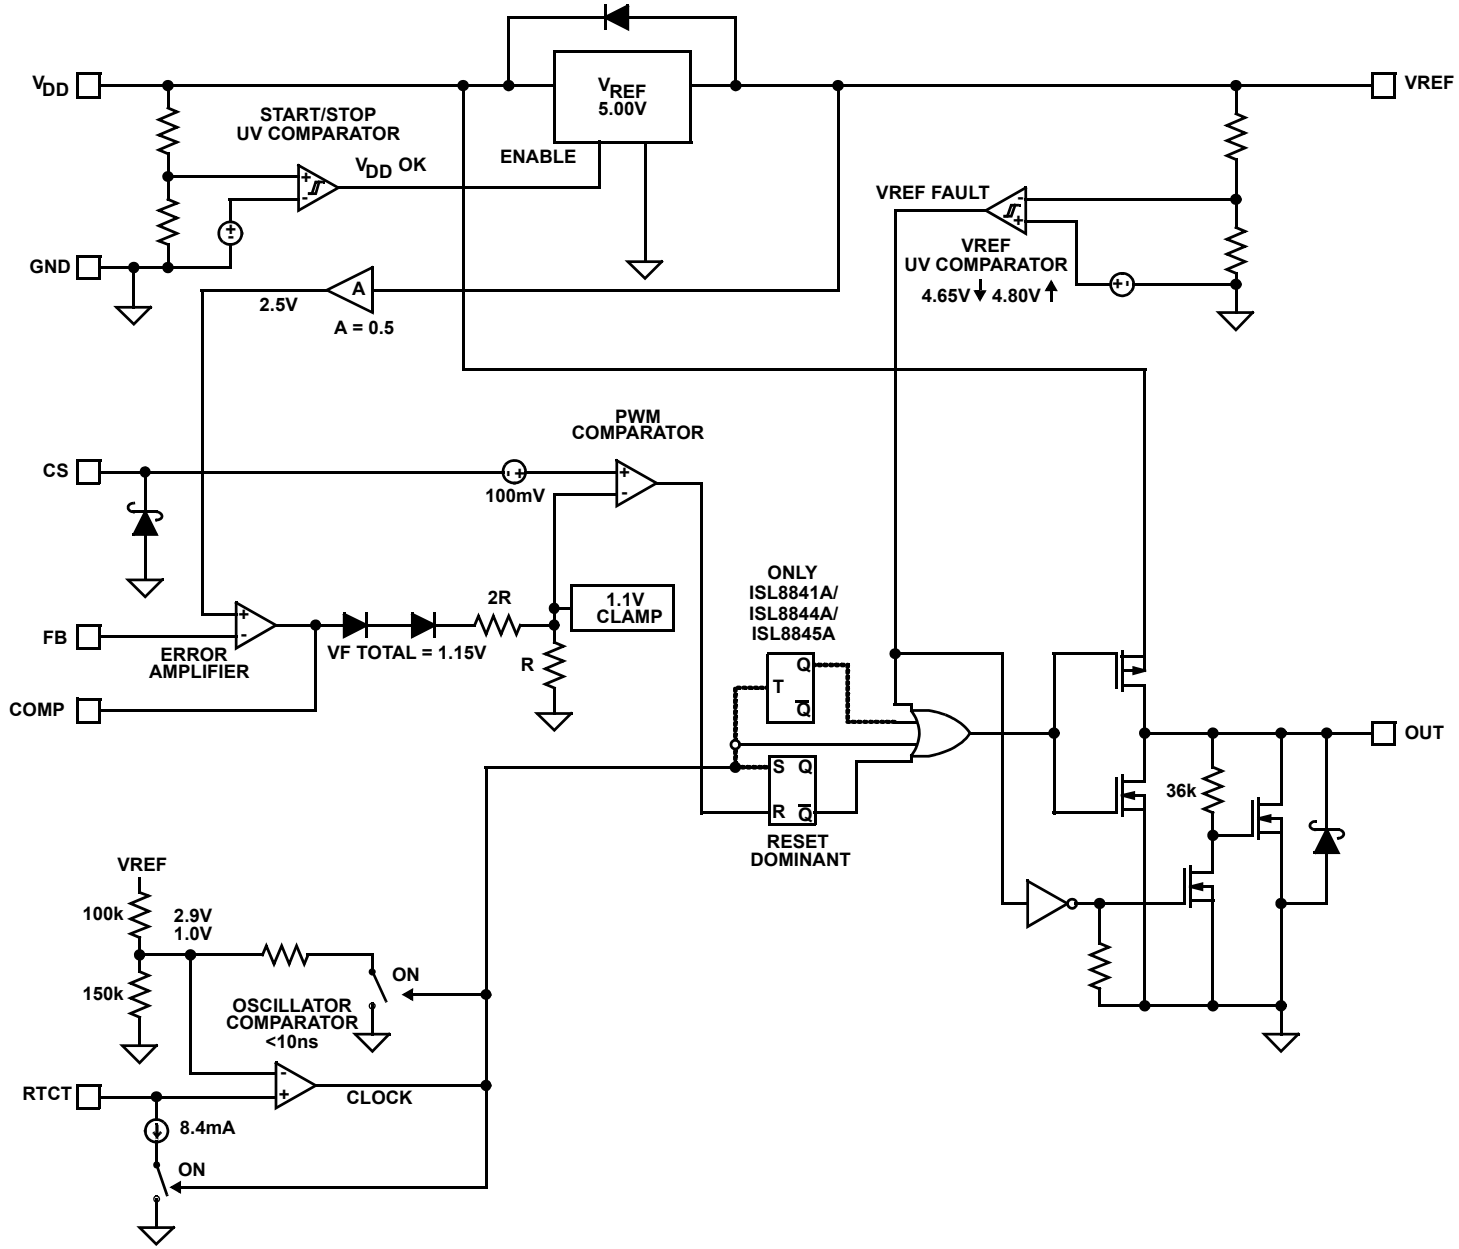 VDD
START/STOP
UV COMPARATOR
VDD OK
ENABLE
VREF
5.00V
VREF
+
-
+
-
GND
VREF FAULT
-
+
VREF
UV COMPARATOR
4.65V 4.80V
+ -
2.5V
A
A = 0.5
PWM
COMPARATOR
CS
- +
100mV
+
-
FB
+
-
ERROR
AMPLIFIER
COMP
VF TOTAL = 1.15V
2R
R
1.1V
CLAMP
ONLY
ISL8841A/
ISL8844A/
ISL8845A
Q
T
Q
S Q
R Q
RESET
DOMINANT
OUT
36k
VREF
100k
150k
2.9V
1.0V
ON
OSCILLATOR
COMPARATOR
<10ns
-
+
CLOCK
RTCT
8.4mA
ON